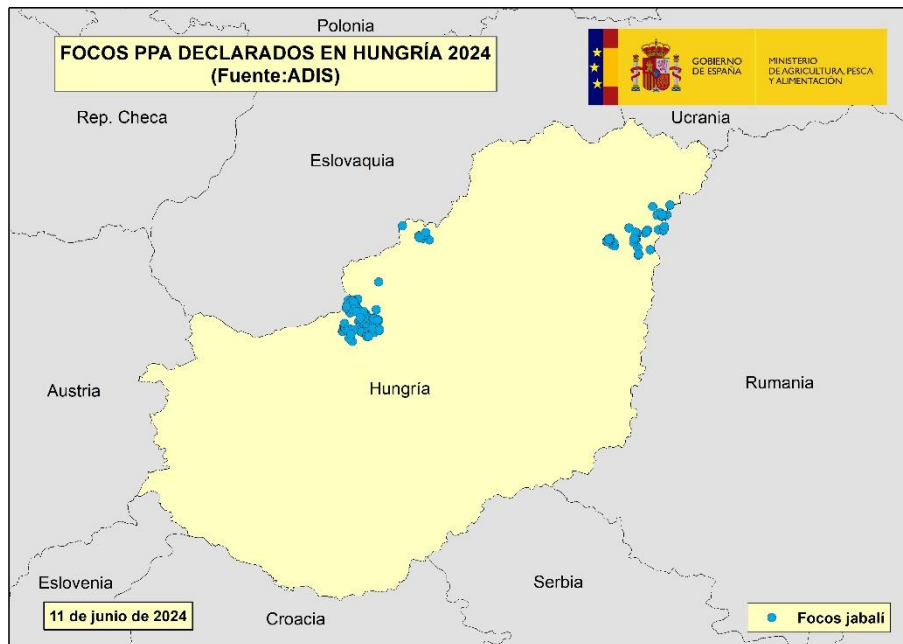 Polonia
FOCOS PPA DECLARADOS EN HUNGRÍA 2024
(Fuente:ADIS)
GOBIERNO
DE ESPAÑA
MINISTERIO
DE AGRICULTURA, PESCA
Y ALIMENTACIÓN
Rep. Checa
Ucrania
Eslovaquia
Austria
Hungría
Rumania
Eslovenia
Serbia
11 de junio de 2024
Croacia
Focos jabalí